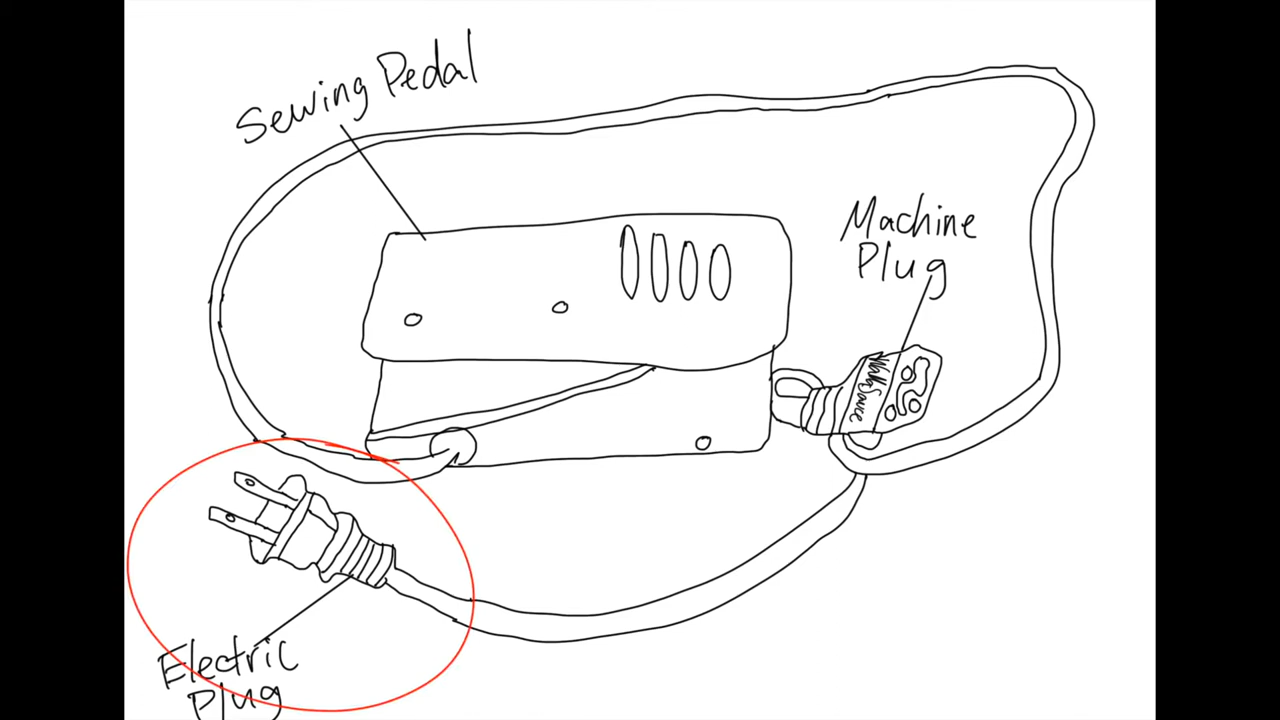 Sewing Pedal
Machine
Plug
Electric
Plug